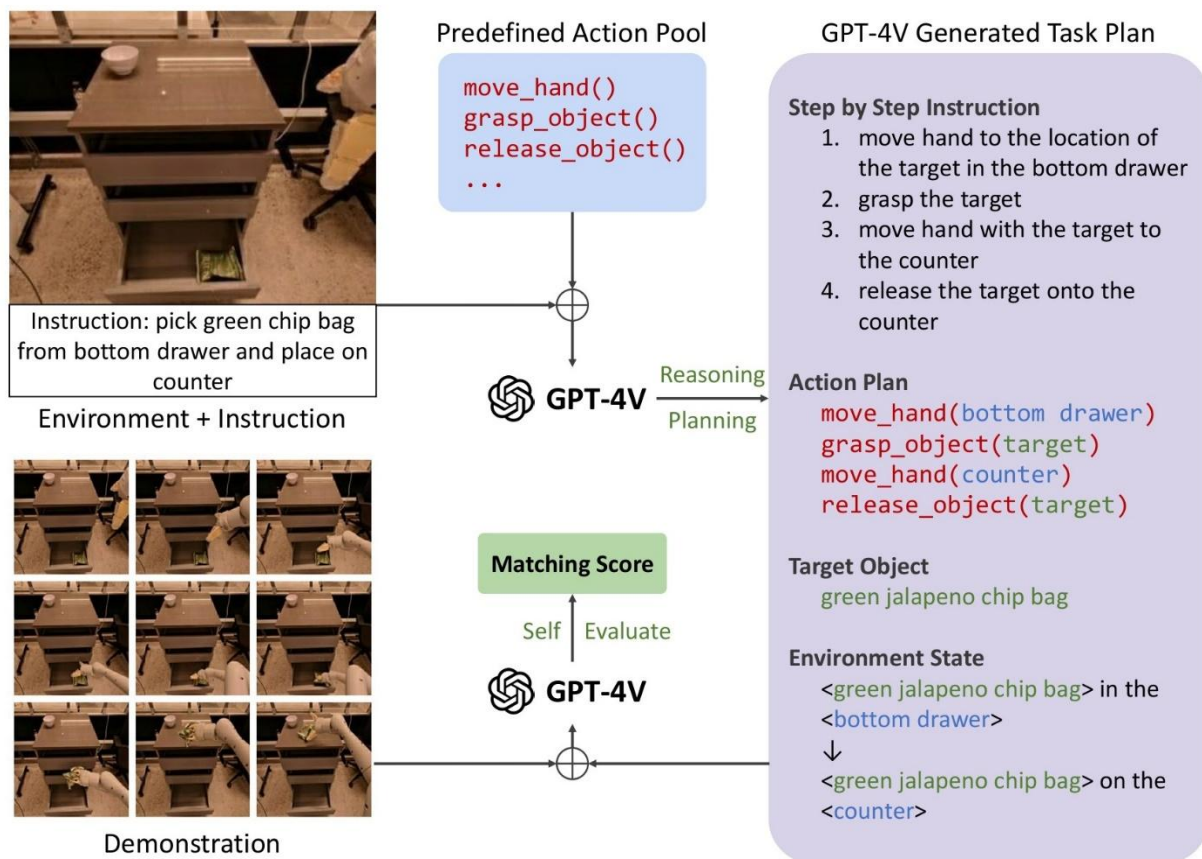 Predefined Action Pool
move_hand()
grasp_object()
release_object()
...
Instruction: pick green chip bag
from bottom drawer and place on
counter
Environment + Instruction
GPT-4V
Reasoning
Planning
GPT-4V Generated Task Plan
Step by Step Instruction
1. move hand to the location of
the target in the bottom drawer
2. grasp the target
3. move hand with the target to
the counter
4. release the target onto the
counter
Action Plan
move_hand(bottom drawer)
grasp_object(target)
move_hand(counter)
release_object(target)
Target Object
green jalapeno chip bag
Environment State
<green jalapeno chip bag> in the
<bottom drawer>
↓
<green jalapeno chip bag> on the
<counter>
Matching Score
Self Evaluate
GPT-4V
Demonstration